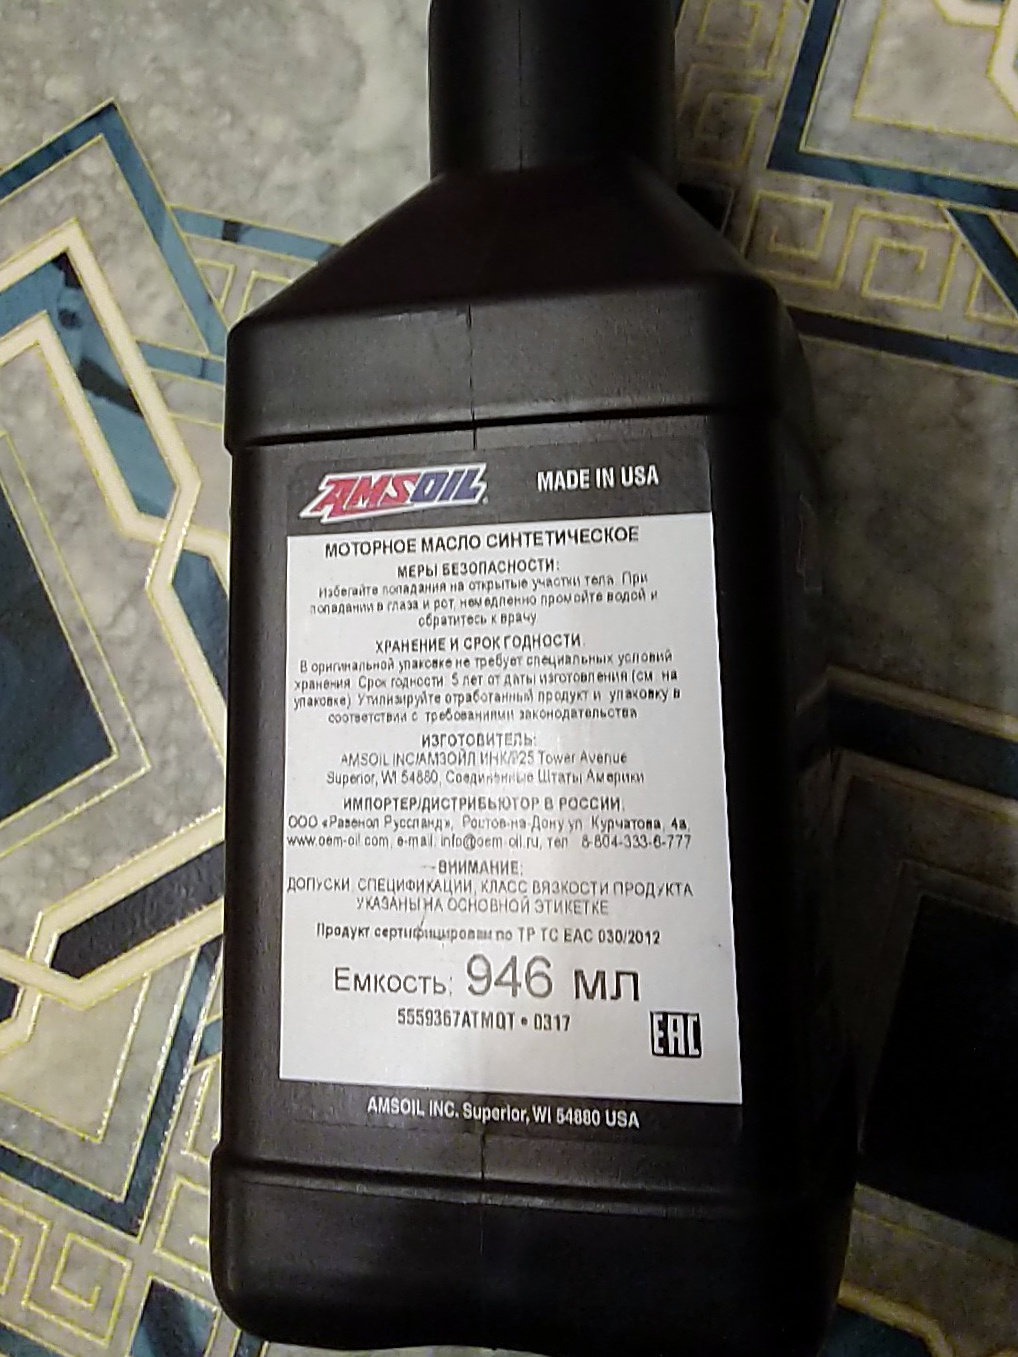 AMSOIL MADE IN USA
МОТОРНОЕ МАСЛО СИНТЕТИЧЕСКОЕ
МЕРЫ БЕЗОПАСНОСТИ:
Избегайте попадания на открытые участки тела. При
попадании в глаза и рот, немедленно промойте водой и
обратитесь к врачу
ХРАНЕНИЕ И СРОК ГОДНОСТИ:
В оригинальной упаковке не требует специальных условий
хранения. Срок годности: 5 лет от даты изготовления (см. на
упаковке) Утилизируйте отработанный продукт и упаковку в
соответствии с требованиями законодательства
ИЗГОТОВИТЕЛЬ:
AMSOIL INC/АМЗОЙЛ ИНК/925 Tower Avenue
Superior, WI 54880, Соединенные Штаты Америки
ИМПОРТЕР/ДИСТРИБЬЮТОР В РОССИИ:
ООО «Равенол Руссланд», Ростов-на-Дону ул. Курчатова, 4а,
www.oem-oil.com, e-mail: info@oem-oil.ru, тел. 8-804-333-6-777
ВНИМАНИЕ:
ДОПУСКИ, СПЕЦИФИКАЦИИ, КЛАСС ВЯЗКОСТИ ПРОДУКТА
УКАЗАНЫ НА ОСНОВНОЙ ЭТИКЕТКЕ
Продукт сертифицирован по ТР ТС ЕАС 030/2012
Емкость: 946 мл
5559367ATMQT • 0317
EAC
AMSOIL INC. Superior, WI 54880 USA